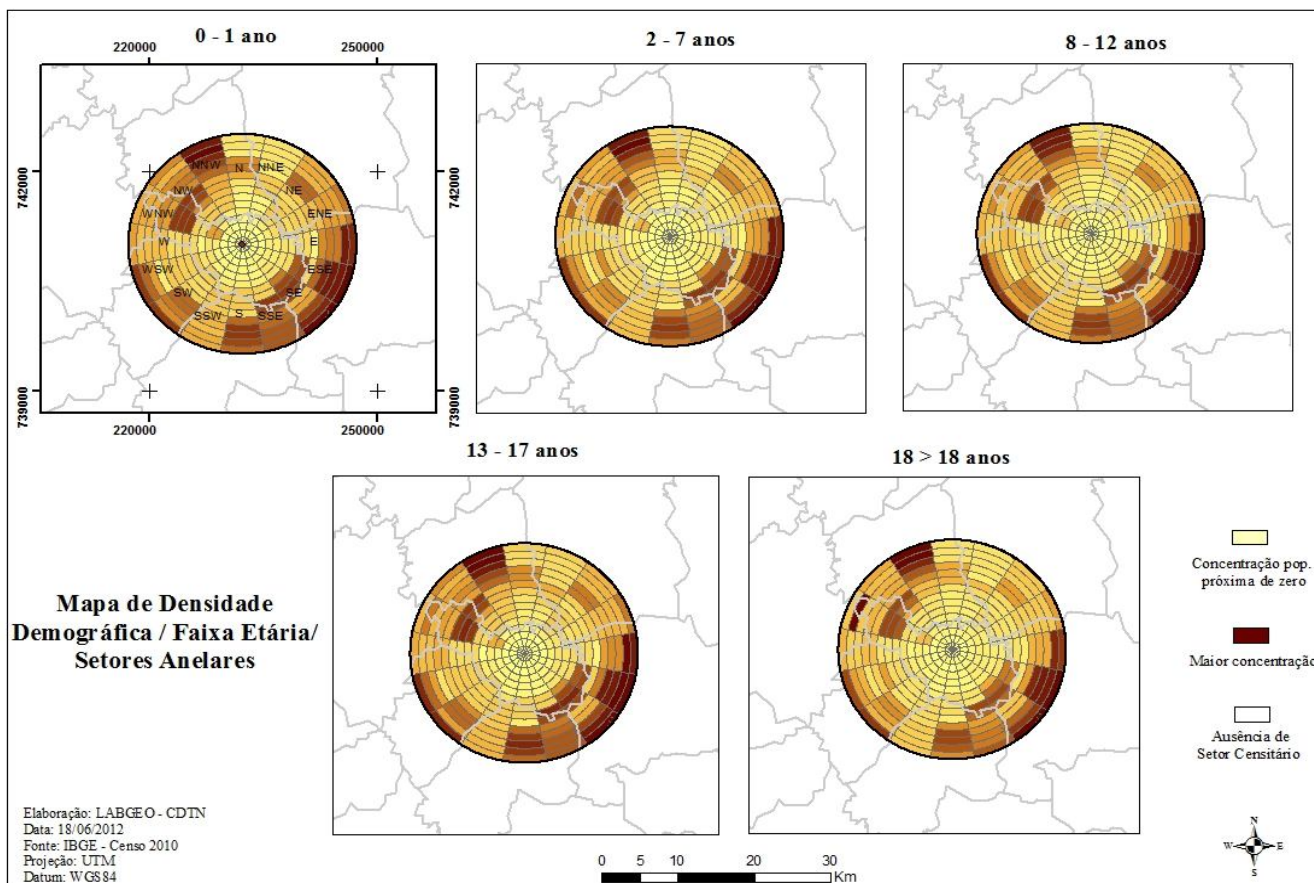 0 - 1 ano
2 - 7 anos
8 - 12 anos
220000
250000
742000
742000
NNW
N
NNE
NW
NE
WNW
ENE
W
E
WSW
ESE
SW
SE
SSW
S
SSE
739000
739000
220000
250000
13 - 17 anos
18 > 18 anos
Mapa de Densidade
Demográfica / Faixa Etária/
Setores Anelares
Concentração pop.
próxima de zero
Maior concentração
Ausência de
Setor Censitário
Elaboração: LABGEO - CDTN
Data: 18/06/2012
Fonte: IBGE - Censo 2010
Projeção: UTM
Datum: WGS84
0 5 10 20 30
Km
N
W E
S